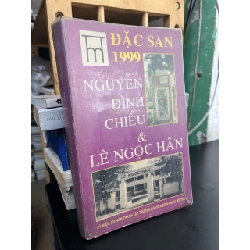 ĐẶC SAN
1999
NGUYỄN
ĐÌNH
CHIỂU
&
LÊ NGỌC HÂN